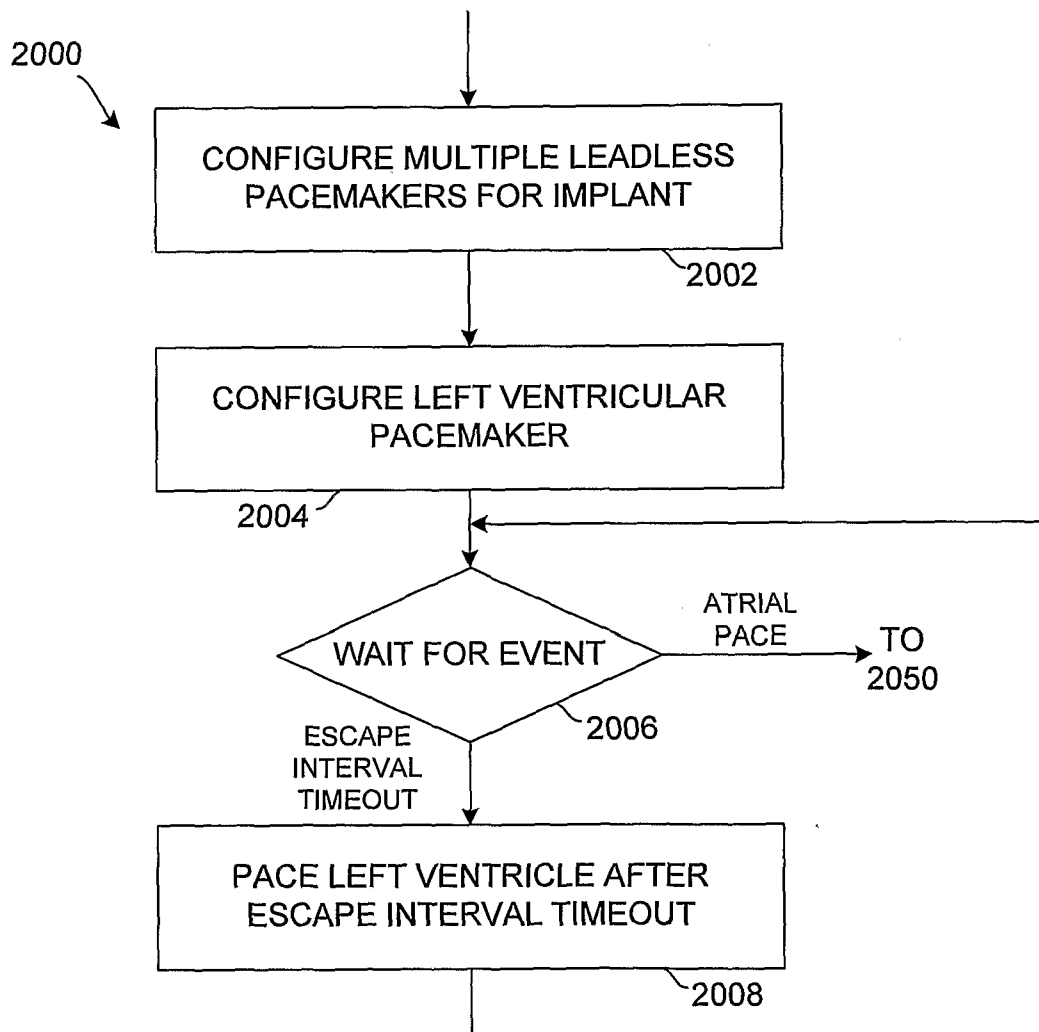 2000
CONFIGURE MULTIPLE LEADLESS
PACEMAKERS FOR IMPLANT
2002
CONFIGURE LEFT VENTRICULAR
PACEMAKER
2004
WAIT FOR EVENT
ATRIAL
PACE
TO
2050
2006
ESCAPE
INTERVAL
TIMEOUT
PACE LEFT VENTRICLE AFTER
ESCAPE INTERVAL TIMEOUT
2008